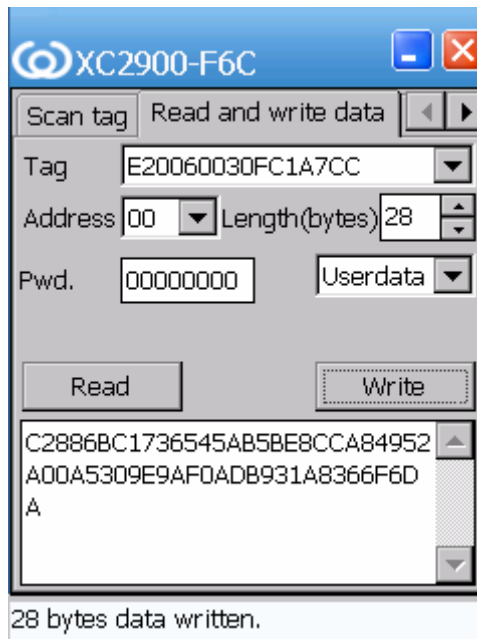 XC2900-F6C
Scan tag Read and write data
Tag E20060030FC1A7CC
Address 00 Length(bytes) 28
Pwd. 00000000 Userdata
Read Write
C2886BC1736545AB5BE8CCA84952
A00A5309E9AF0ADB931A8366F6D
A
28 bytes data written.